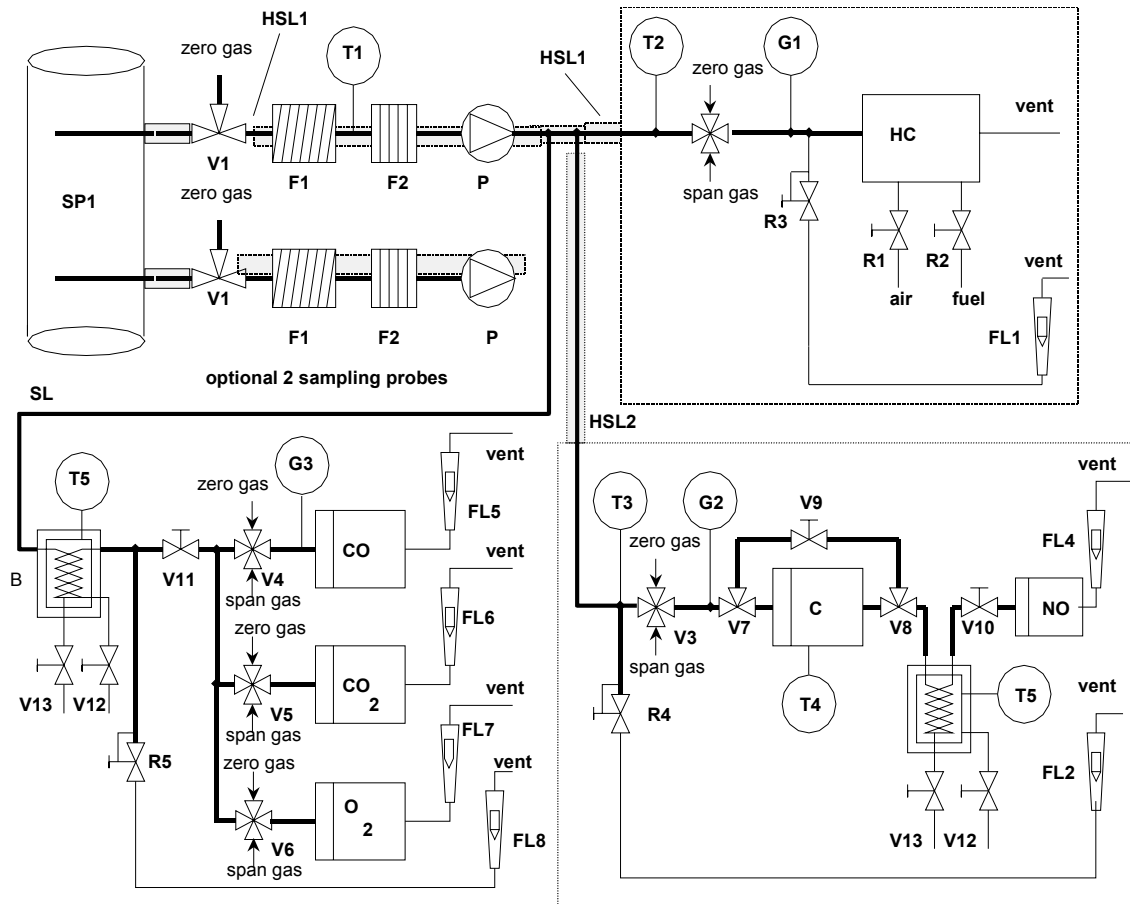 HSL1
zero gas
T1
V1
F1
F2
P
SP1
zero gas
V1
F1
F2
P
optional 2 sampling probes
HSL1
T2
G1
zero gas
span gas
HC
vent
R3
R1
R2
air
fuel
vent
FL1
SL
HSL2
T5
B
V13
V12
V11
R5
G3
zero gas
V4
span gas
CO
vent
FL5
zero gas
V5
span gas
CO
2
vent
FL6
zero gas
V6
span gas
O
2
vent
FL7
vent
FL8
T3
G2
zero gas
V3
span gas
V9
V7
C
V8
T4
R4
V10
NO
vent
FL4
T5
V13
V12
vent
FL2